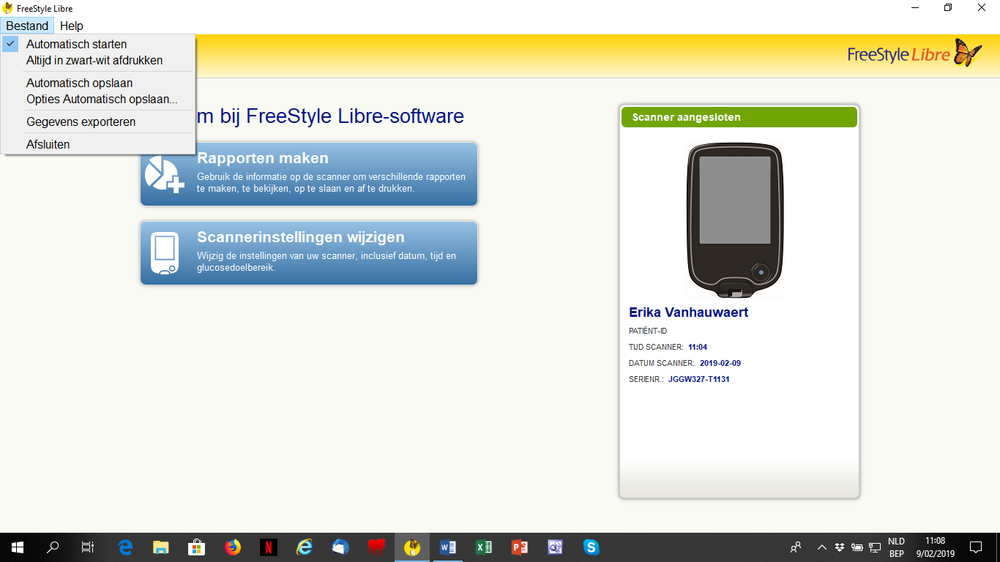 FreeStyle Libre
Bestand Help
Automatisch starten
Altijd in zwart-wit afdrukken
Automatisch opslaan
Opties Automatisch opslaan...
Gegevens exporteren
Afsluiten
FreeStyle Libre
m bij FreeStyle Libre-software
Rapporten maken
Gebruik de informatie op de scanner om verschillende rapporten
te maken, te bekijken, op te slaan en af te drukken.
Scannerinstellingen wijzigen
Wijzig de instellingen van uw scanner, inclusief datum, tijd en
glucosedoelbereik.
Scanner aangesloten
Erika Vanhauwaert
PATIËNT-ID
TIJD SCANNER: 11:04
DATUM SCANNER: 2019-02-09
SERIENR.: JGGW327-T1131
NLD
BEP
11:08
9/02/2019